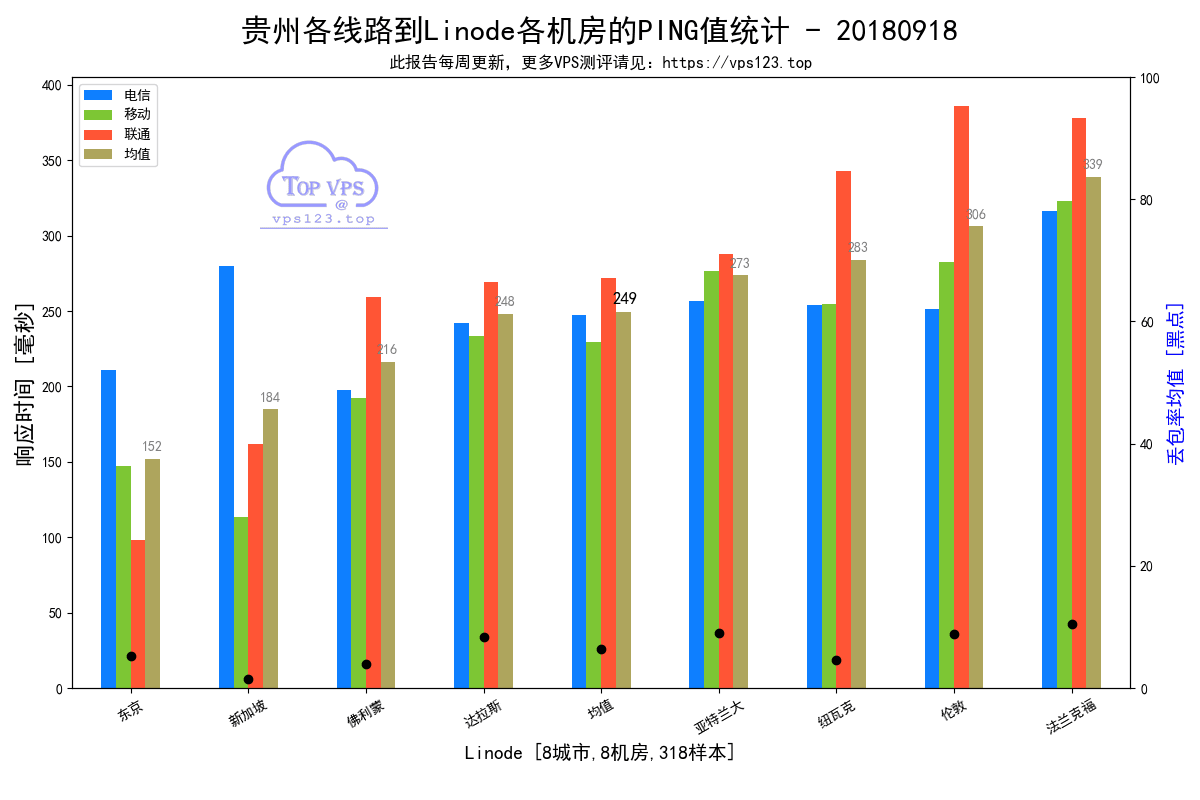 贵州各线路到Linode各机房的PING值统计 - 20180918
此报告每周更新，更多VPS测评请见：https://vps123.top
电信
移动
联通
均值
TOP VPS
@
vps123.top
响应时间 [毫秒]
400
350
300
250
200
150
100
50
0
152
184
216
248
249
273
283
306
339
100
80
60
40
20
0
丢包率均值 [黑点]
东京
新加坡
佛利蒙
达拉斯
均值
亚特兰大
纽瓦克
伦敦
法兰克福
Linode [8城市,8机房,318样本]